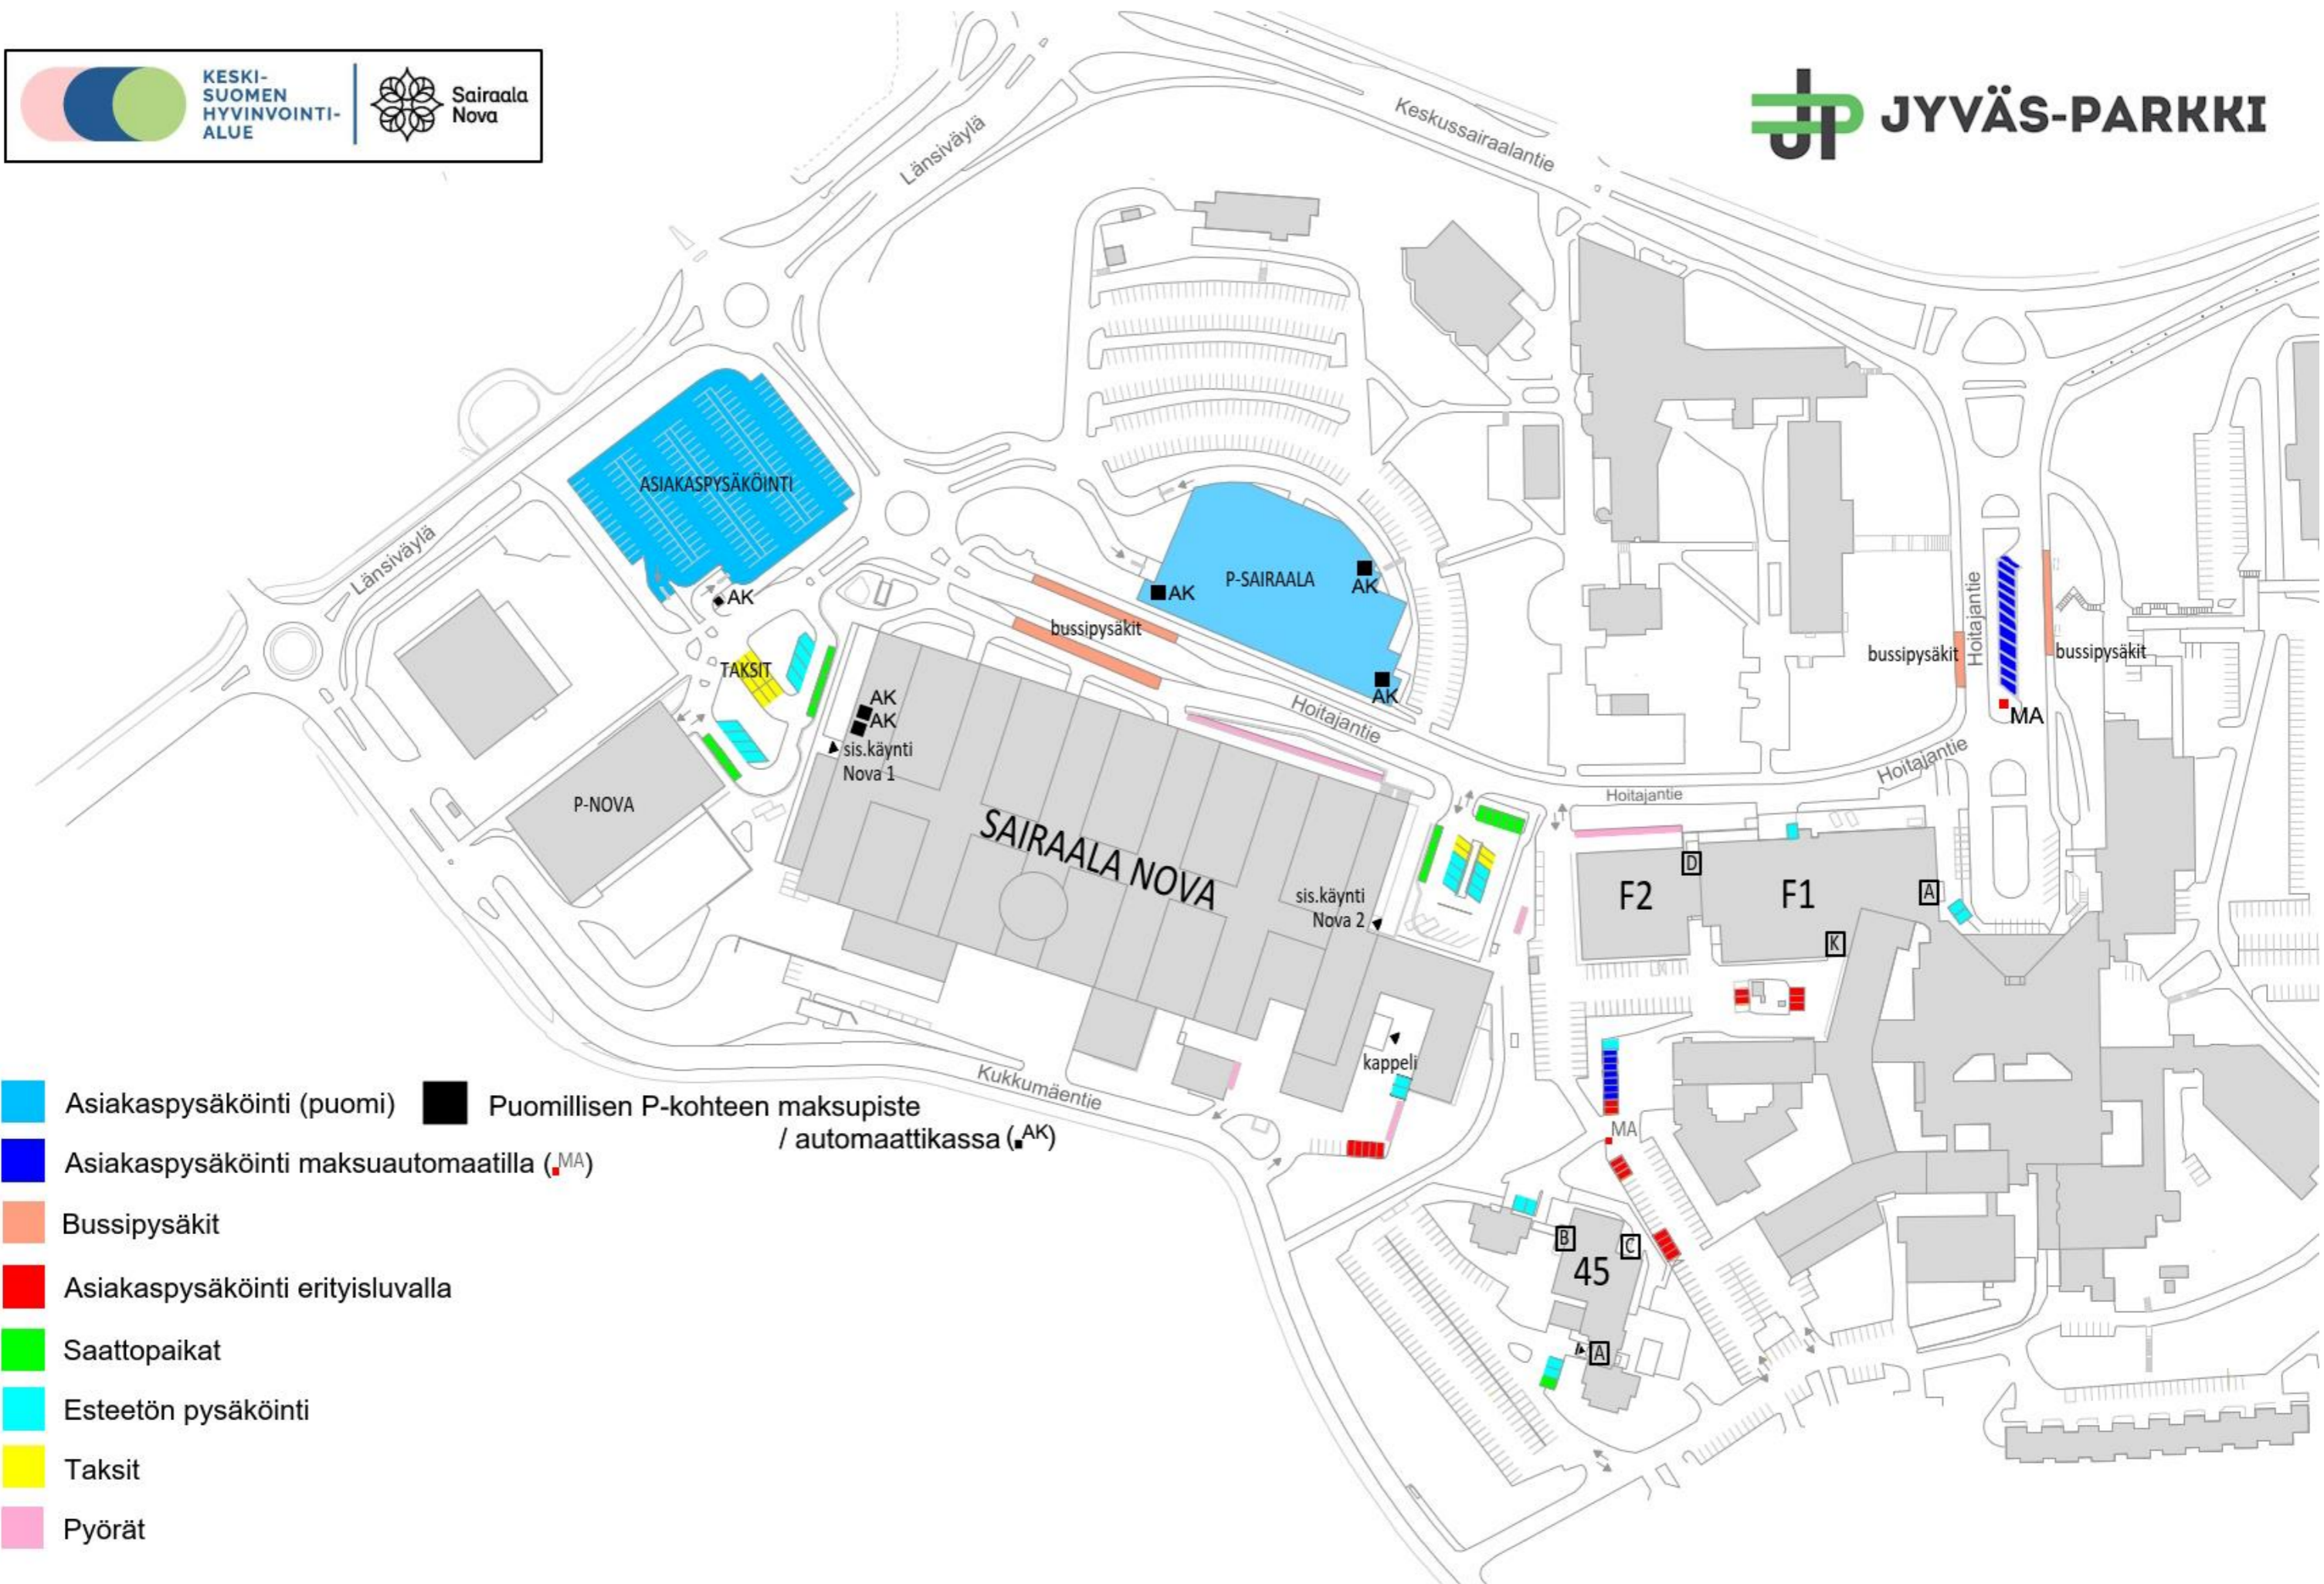 KESKI-
SUOMEN
HYVINVOINTI-
ALUE
Sairaala
Nova
JYVÄS-PARKKI
Keskussairaalantie
Länsiväylä
ASIAKASPYSÄKÖINTI
Länsiväylä
AK
P-SAIRAALA
AK
AK
AK
bussipysäkit
TAKSIT
AK
AK
sis.käynti
Nova 1
P-NOVA
Hoitajantie
SAIRAALA NOVA
sis.käynti
Nova 2
kappeli
Kukkumäentie
Hoitajantie
bussipysäkit
bussipysäkit
MA
Hoitajantie
Hoitajantie
D
F2
F1
A
K
MA
B
C
45
A
Asiakaspysäköinti (puomi)
Puomillisen P-kohteen maksupiste
/ automaattikassa (AK)
Asiakaspysäköinti maksuautomaatilla (MA)
Bussipysäkit
Asiakaspysäköinti erityisluvalla
Saattopaikat
Esteetön pysäköinti
Taksit
Pyörät